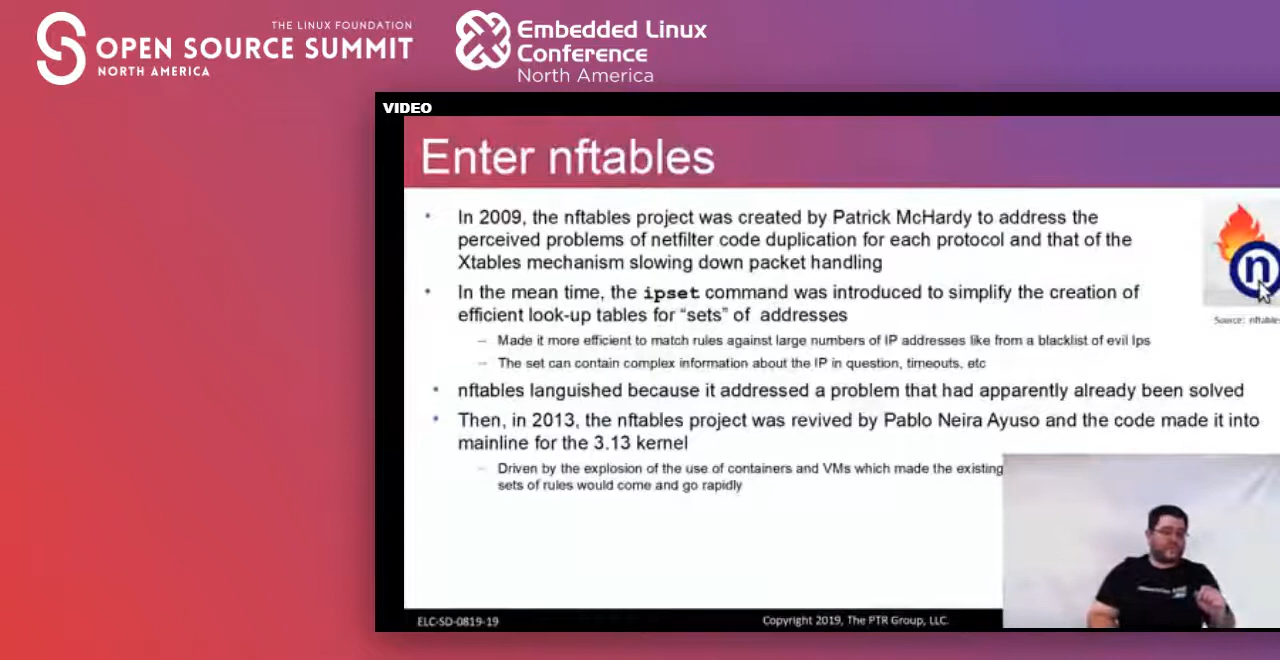 THE LINUX FOUNDATION
OPEN SOURCE SUMMIT
NORTH AMERICA
Embedded Linux
Conference
North America
VIDEO
Enter nftables
• In 2009, the nftables project was created by Patrick McHardy to address the
perceived problems of netfilter code duplication for each protocol and that of the
Xtables mechanism slowing down packet handling
• In the mean time, the ipset command was introduced to simplify the creation of
efficient look-up tables for “sets” of addresses
– Made it more efficient to match rules against large numbers of IP addresses like from a blacklist of evil Ips
– The set can contain complex information about the IP in question, timeouts, etc
• nftables languished because it addressed a problem that had apparently already been solved
• Then, in 2013, the nftables project was revived by Pablo Neira Ayuso and the code made it into
mainline for the 3.13 kernel
– Driven by the explosion of the use of containers and VMs which made the existing
sets of rules would come and go rapidly
n
Source: nftables
ELC-SD-0819-19
Copyright 2019, The PTR Group, LLC.